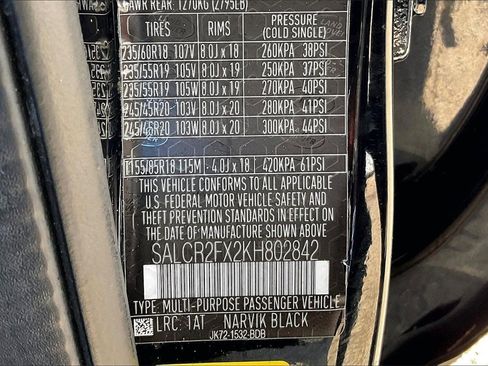 GAWR REAR: 1270KG (2795LB)
TIRES RIMS PRESSURE (COLD SINGLE)
235/60R18 107V 8.0J x 18 260KPA 38PSI
235/55R19 105V 8.0J x 19 250KPA 37PSI
235/55R19 105W 8.0J x 19 270KPA 40PSI
245/45R20 103V 8.0J x 20 280KPA 41PSI
245/45R20 103W 8.0J x 20 300KPA 44PSI
T155/85R18 115M - 4.0J x 18 420KPA 61PSI
THIS VEHICLE CONFORMS TO ALL APPLICABLE
U.S. FEDERAL MOTOR VEHICLE SAFETY AND
THEFT PREVENTION STANDARDS IN EFFECT ON
THE DATE OF MANUFACTURE SHOWN ABOVE
SALCR2FX2KH802842
TYPE: MULTI-PURPOSE PASSENGER VEHICLE
LRC: 1AT NARVIK BLACK
JK72-1532-BDB